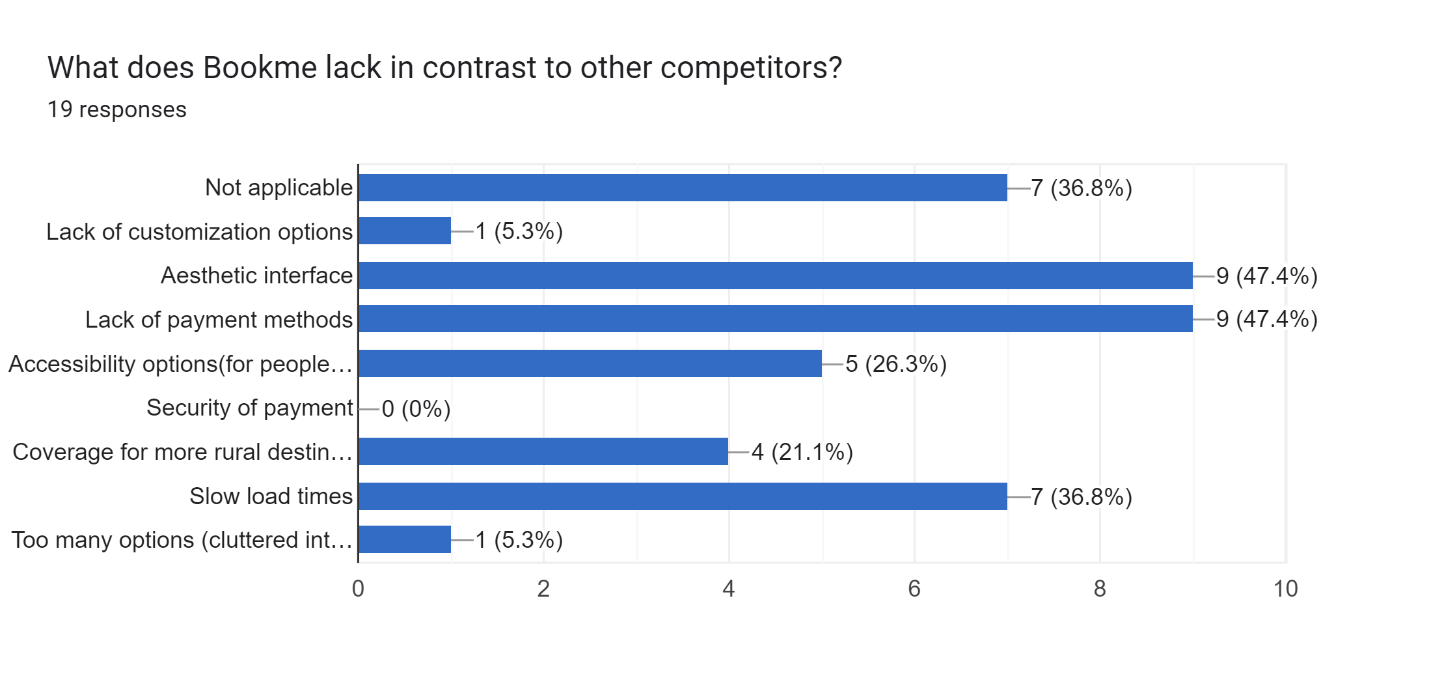 What does Bookme lack in contrast to other competitors?
19 responses
Not applicable 7 (36.8%)
Lack of customization options 1 (5.3%)
Aesthetic interface 9 (47.4%)
Lack of payment methods 9 (47.4%)
Accessibility options(for people… 5 (26.3%)
Security of payment 0 (0%)
Coverage for more rural destin… 4 (21.1%)
Slow load times 7 (36.8%)
Too many options (cluttered int… 1 (5.3%)
0 2 4 6 8 10